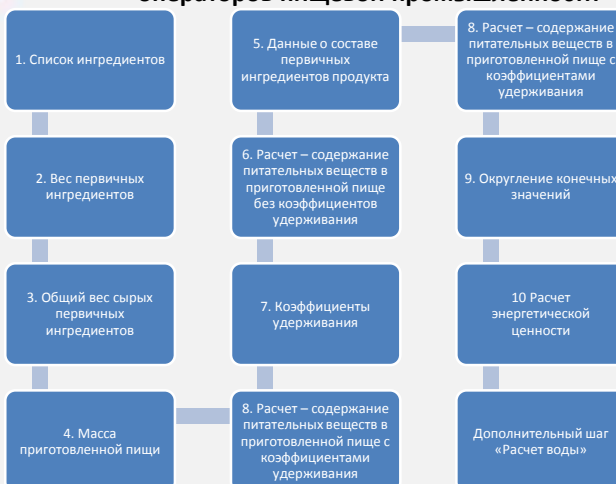 операторов пищевой промышленности
1. Список ингредиентов
2. Вес первичных
ингредиентов
3. Общий вес сырых
первичных
ингредиентов
4. Масса
приготовленной пищи
5. Данные о составе
первичных
ингредиентов продукта
6. Расчет – содержание
питательных веществ в
приготовленной пище
без коэффициентов
удерживания
7. Коэффициенты
удерживания
8. Расчет – содержание
питательных веществ в
приготовленной пище с
коэффициентами
удерживания
8. Расчет – содержание
питательных веществ в
приготовленной пище с
коэффициентами
удерживания
9. Округление конечных
значений
10 Расчет
энергетической
ценности
Дополнительный шаг
«Расчет воды»